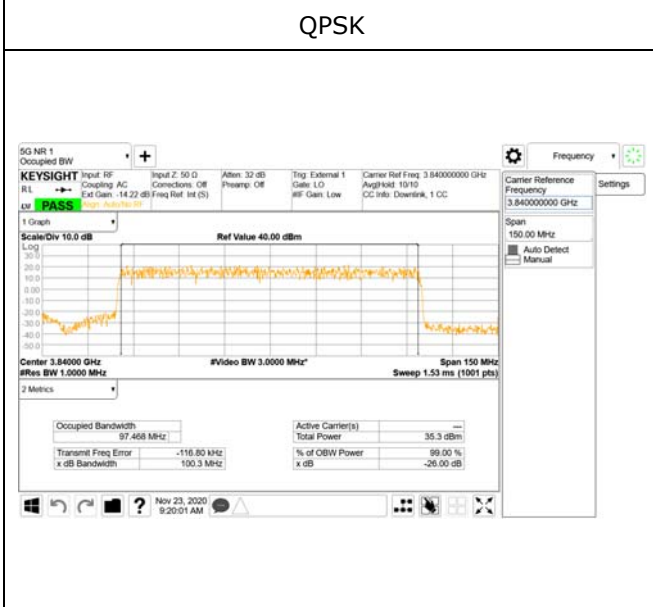 QPSK
5G NR 1
Occupied BW
+
Frequency
KEYSIGHT Input: RF Input Z: 50 Ω Atten: 32 dB Trig: External 1 Carrier Ref Freq: 3.840000000 GHz
RL Coupling: AC Corrections: Off Preamp: Off Gate: LO Avg|Hold: 10/10
Ext Gain: -14.22 dB Freq Ref: Int (S) #IF Gain: Low CC Info: Downlink, 1 CC
PASS Align: Auto/No RF
Carrier Reference
Frequency
3.840000000 GHz
Settings
Span
150.00 MHz
Auto Detect
Manual
1 Graph
Scale/Div 10.0 dB Ref Value 40.00 dBm
Log
30.0
20.0
10.0
0.00
-10.0
-20.0
-30.0
-40.0
-50.0
Center 3.84000 GHz #Video BW 3.0000 MHz* Span 150 MHz
#Res BW 1.0000 MHz Sweep 1.53 ms (1001 pts)
2 Metrics
Occupied Bandwidth
97.468 MHz
Transmit Freq Error -116.80 kHz
x dB Bandwidth 100.3 MHz
Active Carrier(s) ---
Total Power 35.3 dBm
% of OBW Power 99.00 %
x dB -26.00 dB
?
Nov 23, 2020
9:20:01 AM